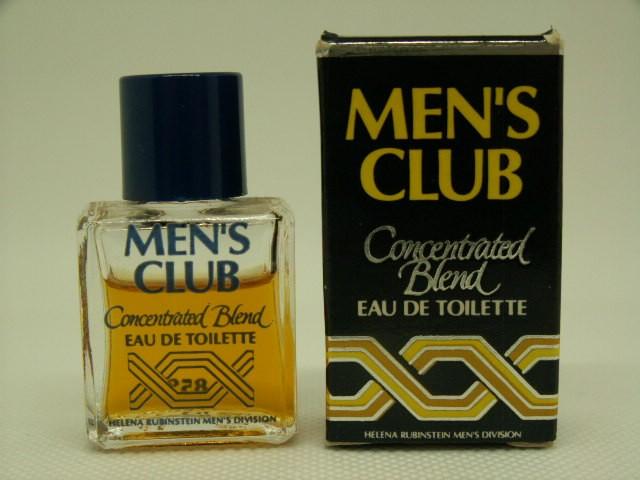 MEN'S
CLUB
Concentrated Blend
EAU DE TOILETTE
HELENA RUBINSTEIN MEN'S DIVISION
MEN'S
CLUB
Concentrated
Blend
EAU DE TOILETTE
HELENA RUBINSTEIN MEN'S DIVISION